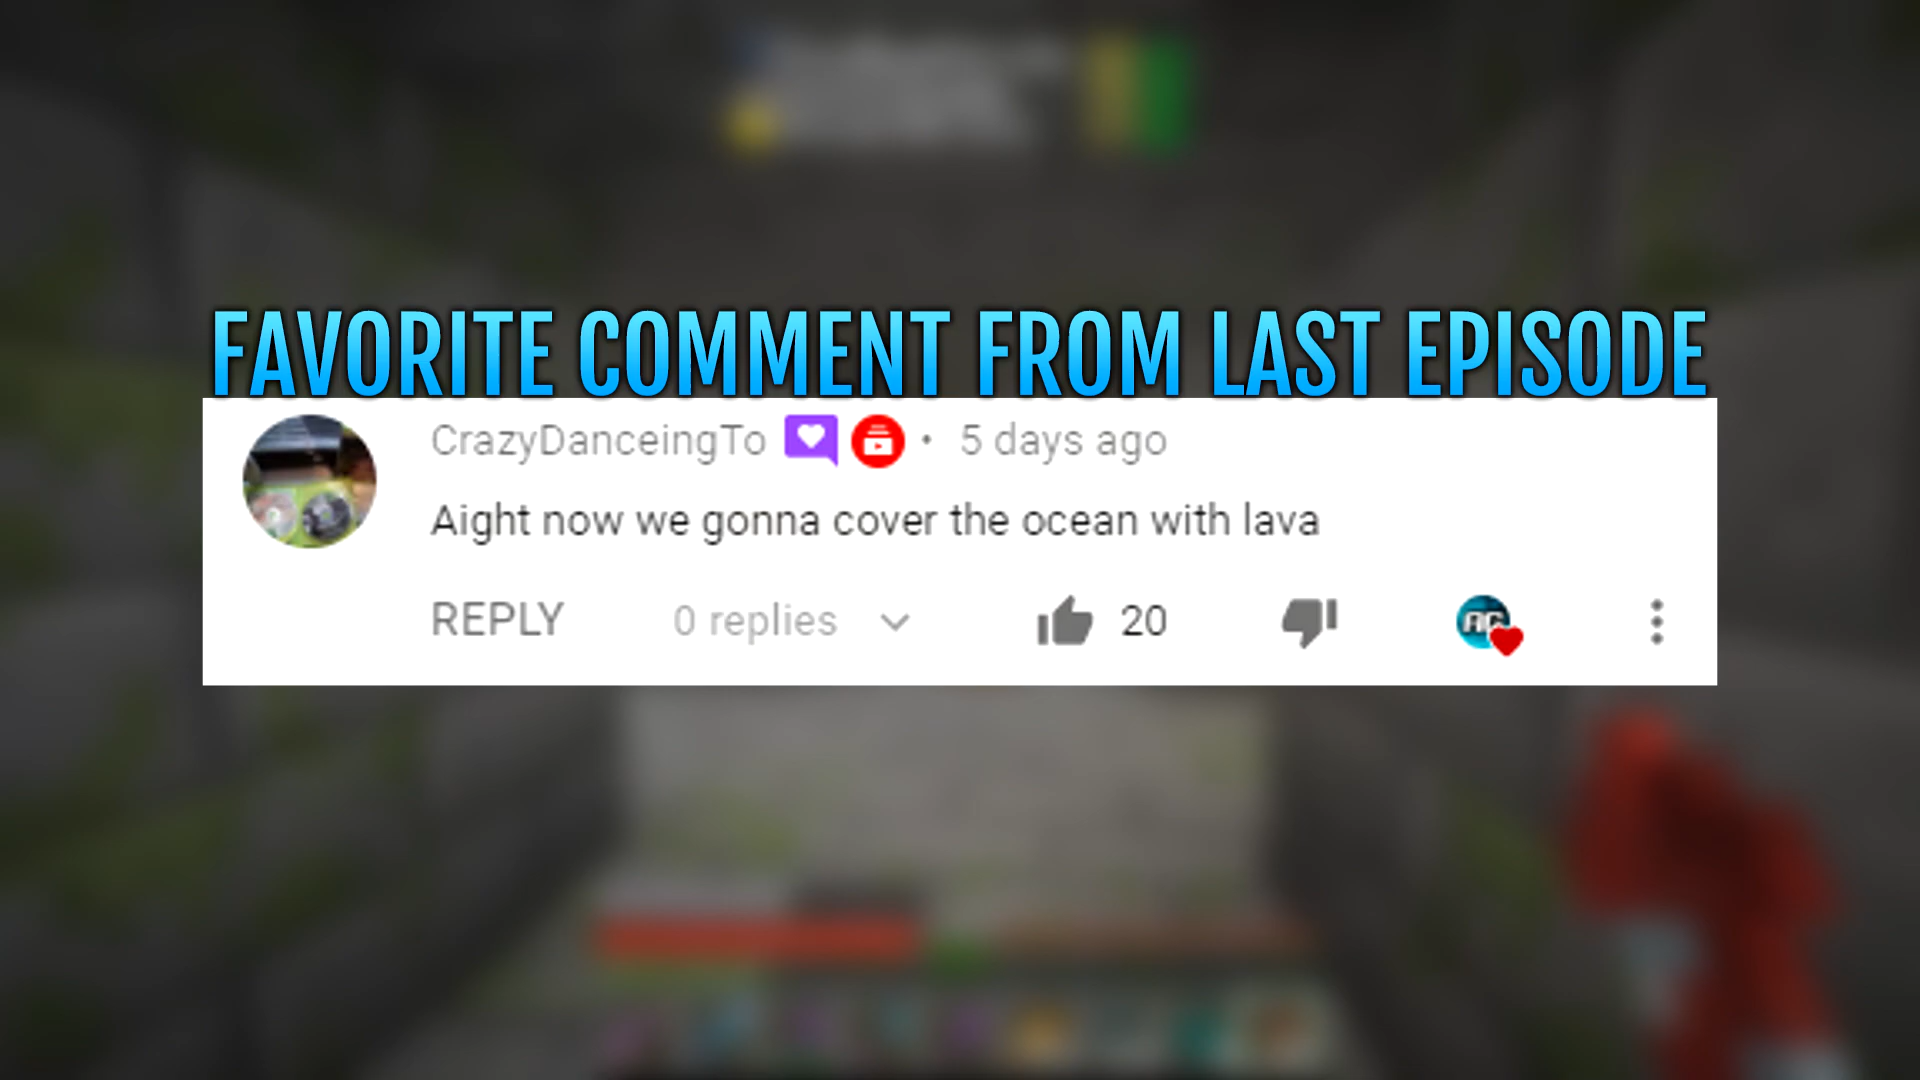 FAVORITE COMMENT FROM LAST EPISODE
CrazyDanceingTo • 5 days ago
Aight now we gonna cover the ocean with lava
REPLY 0 replies 20
AC